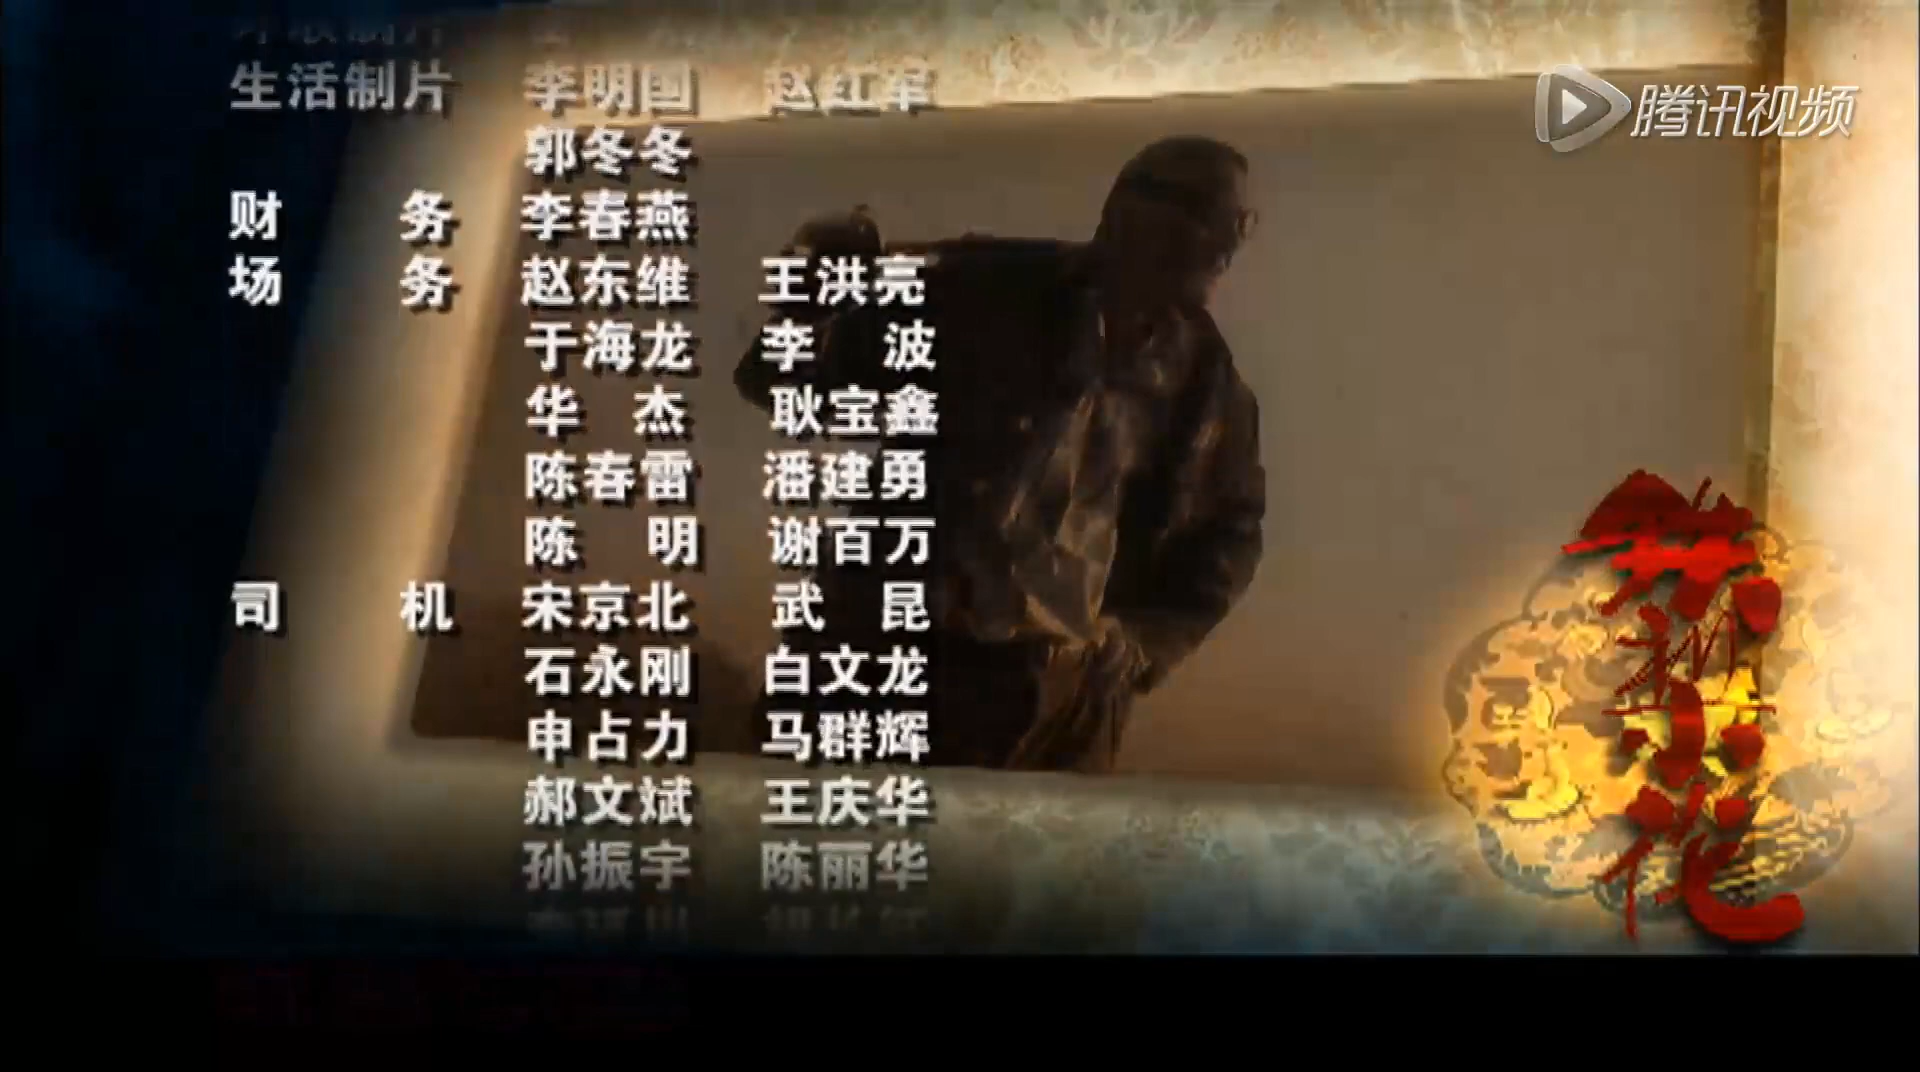 生活制片 李明国 赵红军
郭冬冬
财务 李春燕
场务 赵东维 王洪亮
于海龙 李波
华杰 耿宝鑫
陈春雷 潘建勇
陈明 谢百万
司机 宋京北 武昆
石永刚 白文龙
申占力 马群辉
郝文斌 王庆华
孙振宇 陈丽华
腾讯视频